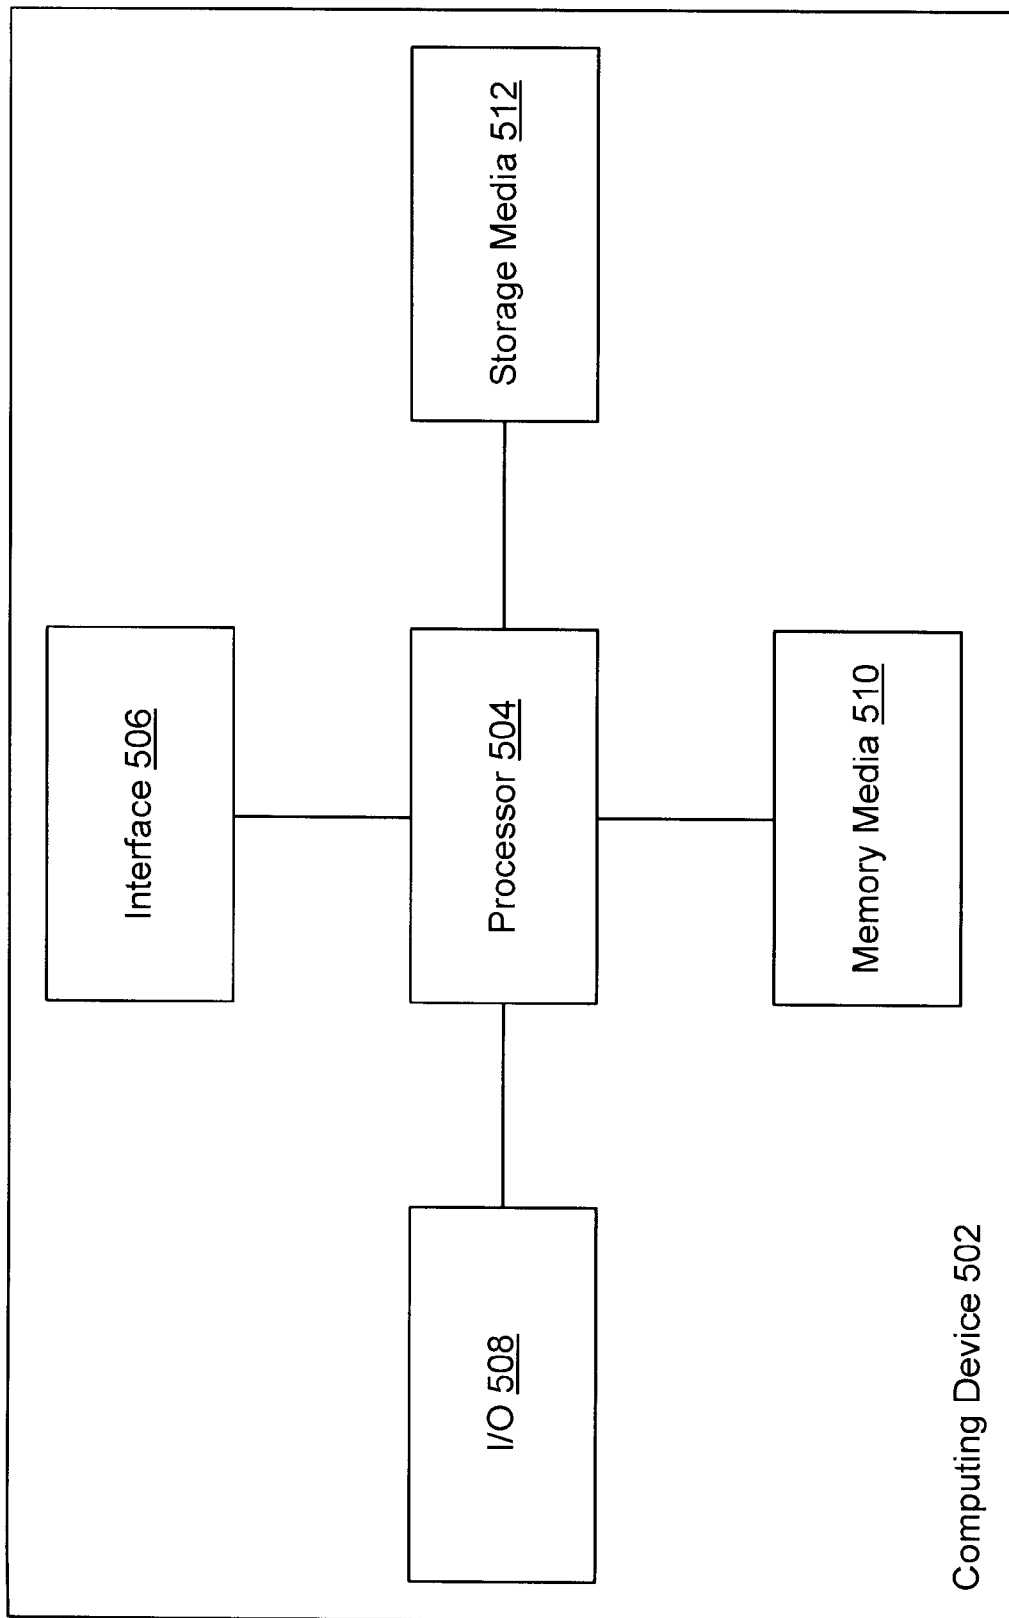 Interface 506
I/O 508
Processor 504
Storage Media 512
Memory Media 510
Computing Device 502